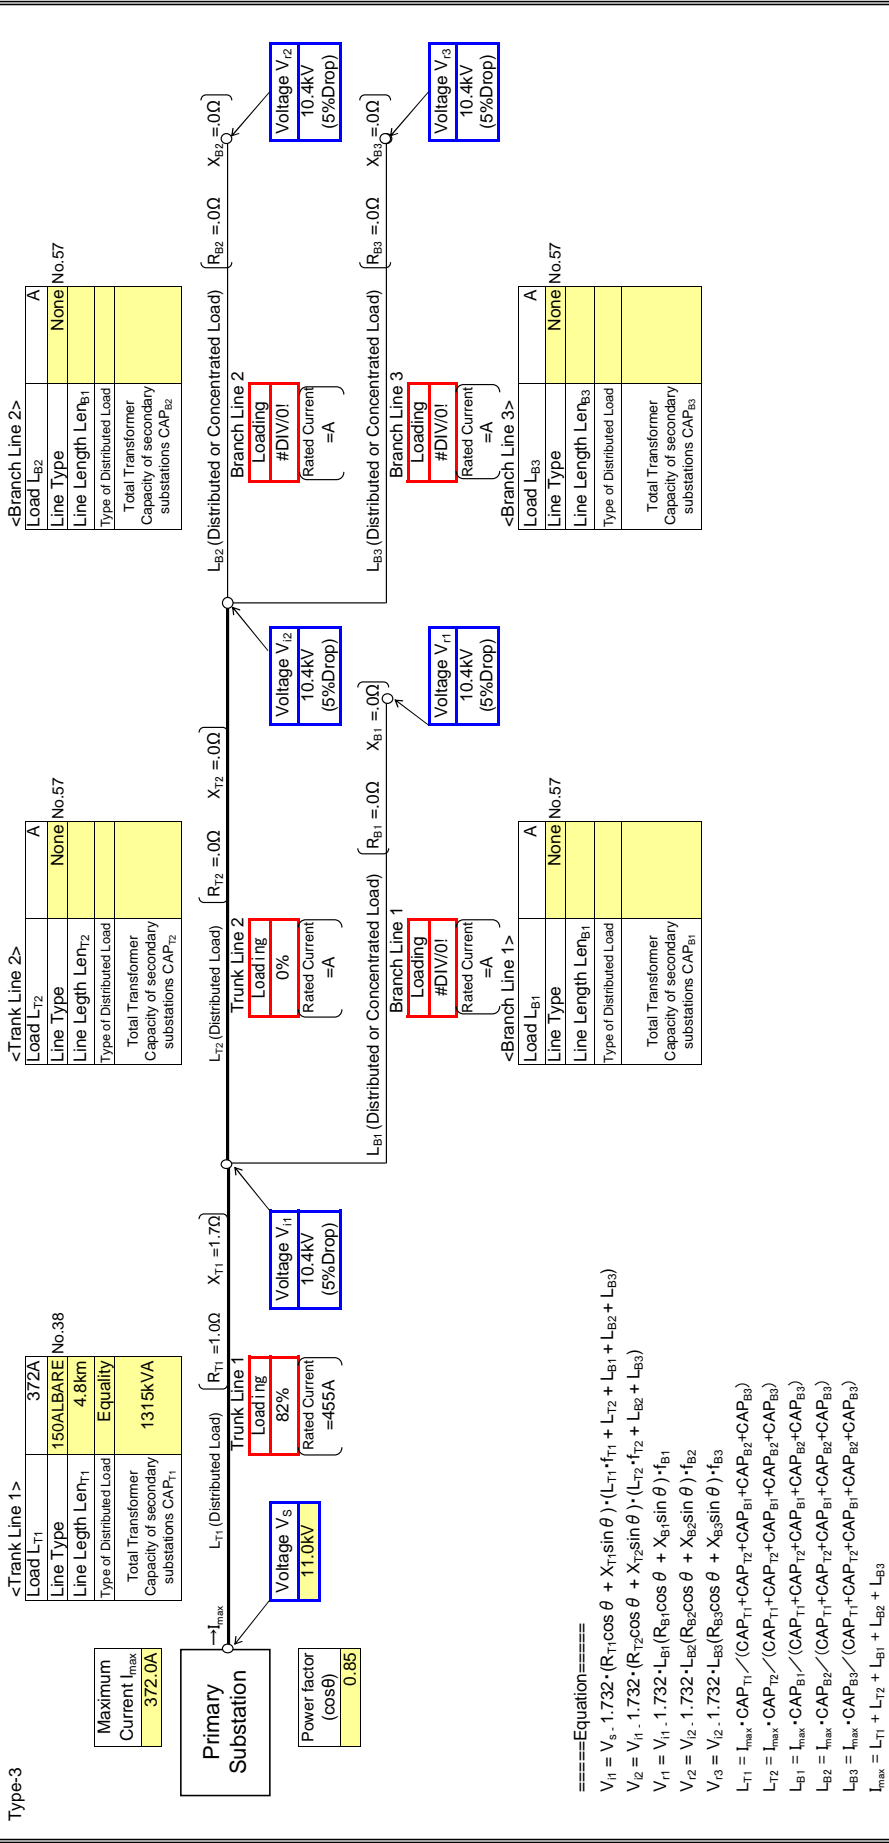 Type-3
<Trank Line 1>
Load L_T1 372A
Line Type 150ALBARE No.38
Line Legth Len_T1 4.8km
Type of Distributed Load Equality
Total Transformer
Capacity of secondary
substations CAP_T1
1315kVA
<Trank Line 2>
Load L_T2 A
Line Type None No.57
Line Legth Len_T2
Type of Distributed Load
Total Transformer
Capacity of secondary
substations CAP_T2
<Branch Line 2>
Load L_B2 A
Line Type None No.57
Line Length Len_B1
Type of Distributed Load
Total Transformer
Capacity of secondary
substations CAP_B2
Maximum
Current I_max
372.0A
Primary
Substation
Power factor
(cosθ)
0.85
→I_max
Voltage V_S
11.0kV
L_T1 (Distributed Load)
R_T1 =1.0Ω X_T1 =1.7Ω
Trunk Line 1
Loading
82%
Rated Current
=455A
Voltage V_i1
10.4kV
(5%Drop)
L_T2 (Distributed Load)
R_T2 =.0Ω X_T2 =.0Ω
Trunk Line 2
Loading
0%
Rated Current
=A
Voltage V_i2
10.4kV
(5%Drop)
L_B2 (Distributed or Concentrated Load)
R_B2 =.0Ω X_B2 =.0Ω
Branch Line 2
Loading
#DIV/0!
Rated Current
=A
Voltage V_r2
10.4kV
(5%Drop)
L_B1 (Distributed or Concentrated Load)
R_B1 =.0Ω X_B1 =.0Ω
Branch Line 1
Loading
#DIV/0!
Rated Current
=A
Voltage V_r1
10.4kV
(5%Drop)
L_B3 (Distributed or Concentrated Load)
R_B3 =.0Ω X_B3 =.0Ω
Branch Line 3
Loading
#DIV/0!
Rated Current
=A
Voltage V_r3
10.4kV
(5%Drop)
<Branch Line 1>
Load L_B1 A
Line Type None No.57
Line Length Len_B1
Type of Distributed Load
Total Transformer
Capacity of secondary
substations CAP_B1
<Branch Line 3>
Load L_B3 A
Line Type None No.57
Line Length Len_B3
Type of Distributed Load
Total Transformer
Capacity of secondary
substations CAP_B3
=====Equation=====
V_i1 = V_s - 1.732・(R_T1cosθ + X_T1sinθ)・(L_T1・f_T1 + L_T2 + L_B1 + L_B2 + L_B3)
V_i2 = V_i1 - 1.732・(R_T2cosθ + X_T2sinθ)・(L_T2・f_T2 + L_B2 + L_B3)
V_r1 = V_i1 - 1.732・L_B1(R_B1cosθ + X_B1sinθ)・f_B1
V_r2 = V_i2 - 1.732・L_B2(R_B2cosθ + X_B2sinθ)・f_B2
V_r3 = V_i2 - 1.732・L_B3(R_B3cosθ + X_B3sinθ)・f_B3
L_T1 = I_max・CAP_T1／(CAP_T1+CAP_T2+CAP_B1+CAP_B2+CAP_B3)
L_T2 = I_max・CAP_T2／(CAP_T1+CAP_T2+CAP_B1+CAP_B2+CAP_B3)
L_B1 = I_max・CAP_B1／(CAP_T1+CAP_T2+CAP_B1+CAP_B2+CAP_B3)
L_B2 = I_max・CAP_B2／(CAP_T1+CAP_T2+CAP_B1+CAP_B2+CAP_B3)
L_B3 = I_max・CAP_B3／(CAP_T1+CAP_T2+CAP_B1+CAP_B2+CAP_B3)
I_max = L_T1 + L_T2 + L_B1 + L_B2 + L_B3